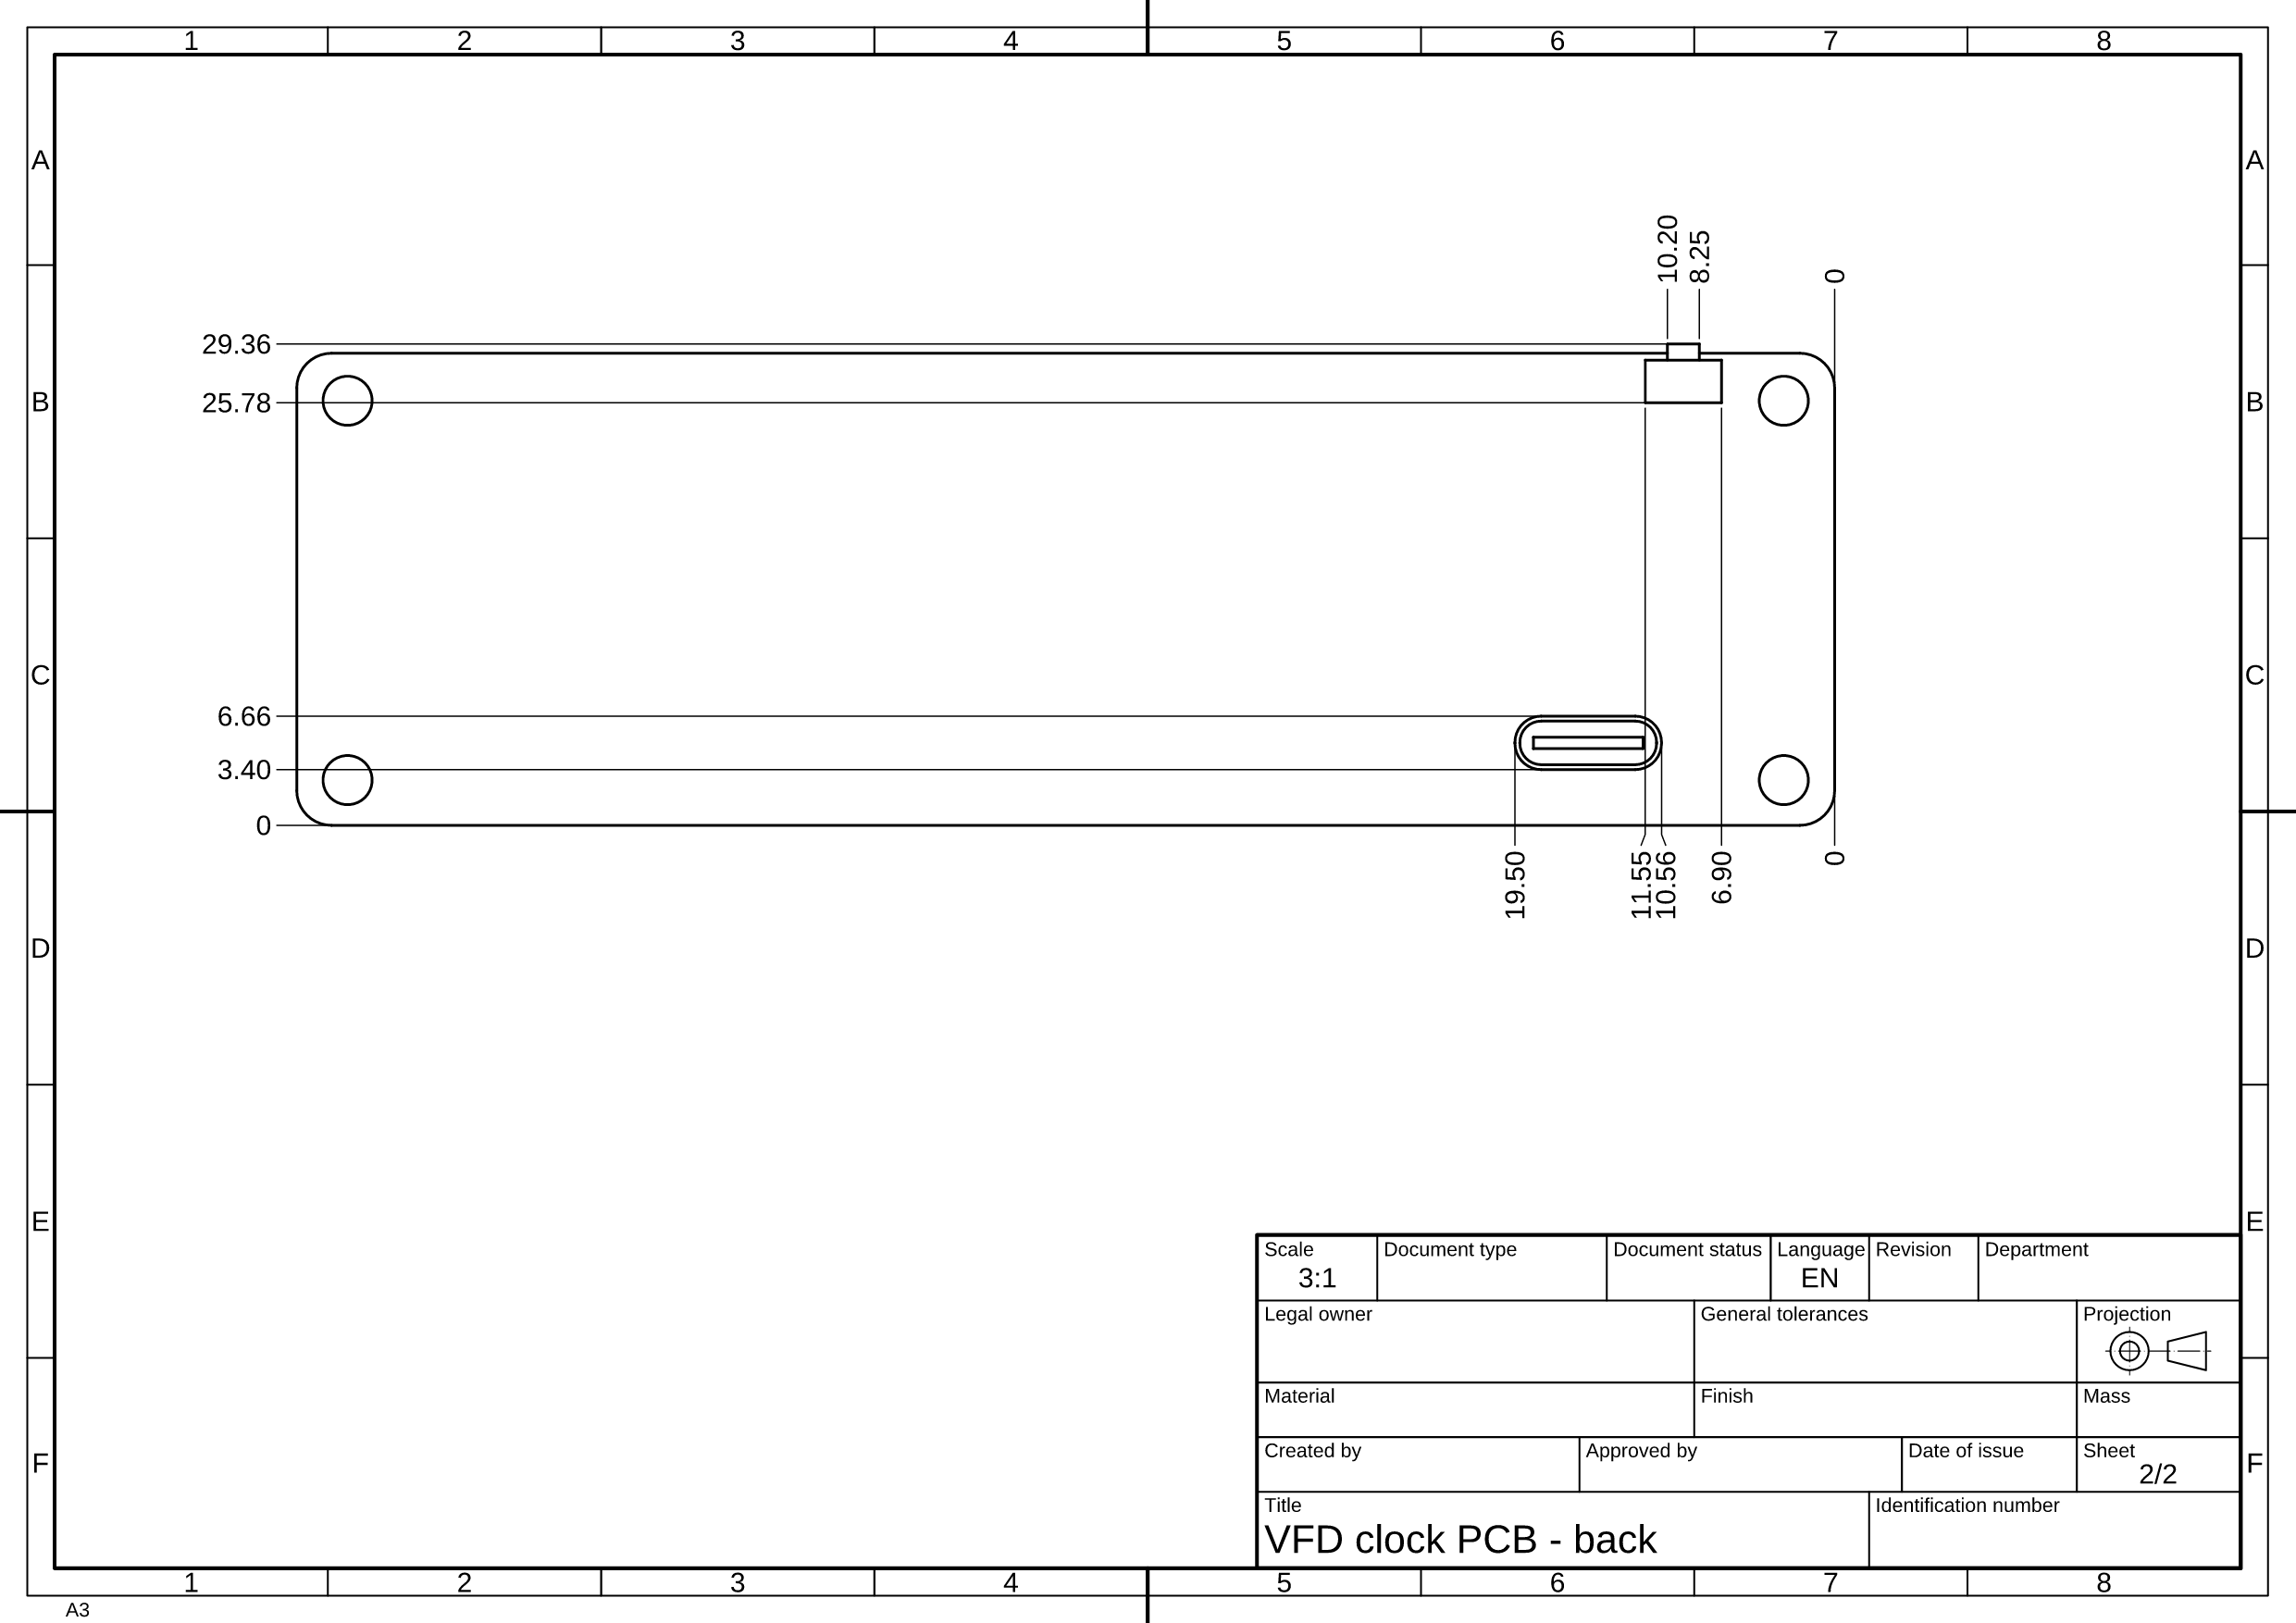 1 2 3 4 5 6 7 8
A A
10.20 8.25 0
29.36
25.78
B B
C C
6.66
3.40
0
19.50 11.55 10.56 6.90 0
D D
E E
Scale Document type Document status Language Revision Department
3:1 EN
Legal owner General tolerances Projection
Material Finish Mass
Created by Approved by Date of issue Sheet
2/2
F F
Title Identification number
VFD clock PCB - back
1 2 3 4 5 6 7 8
A3